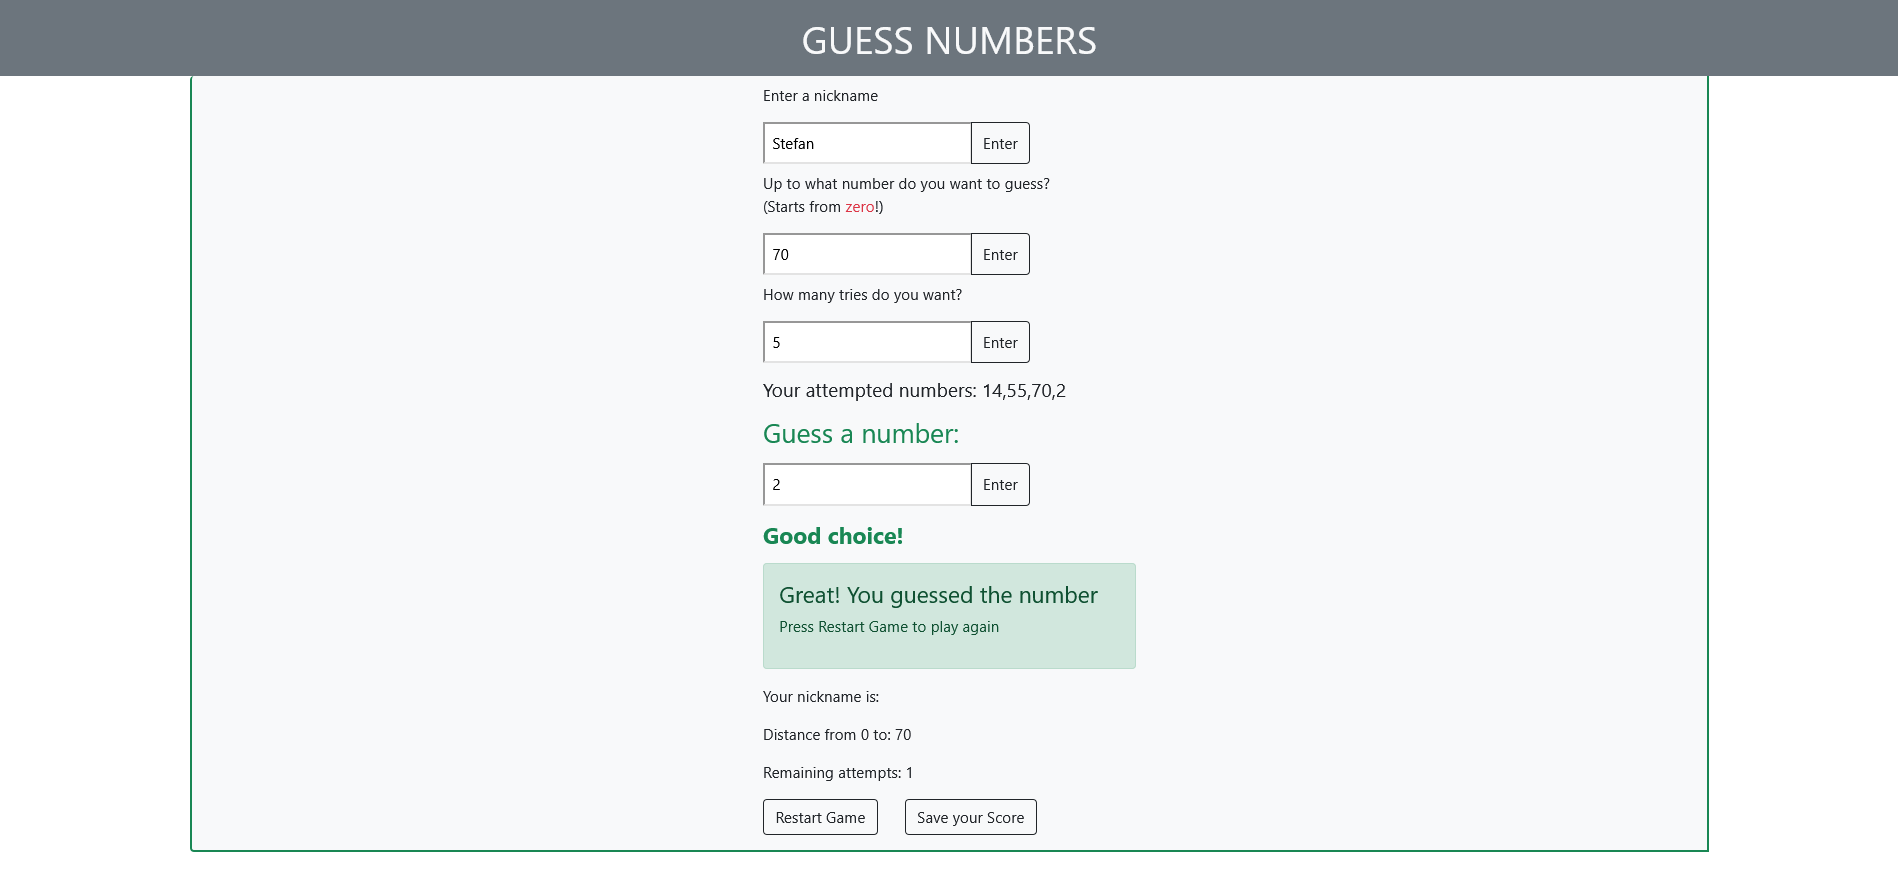 GUESS NUMBERS
Enter a nickname
Stefan Enter
Up to what number do you want to guess?
(Starts from zero!)
70 Enter
How many tries do you want?
5 Enter
Your attempted numbers: 14,55,70,2
Guess a number:
2 Enter
Good choice!
Great! You guessed the number
Press Restart Game to play again
Your nickname is:
Distance from 0 to: 70
Remaining attempts: 1
Restart Game Save your Score